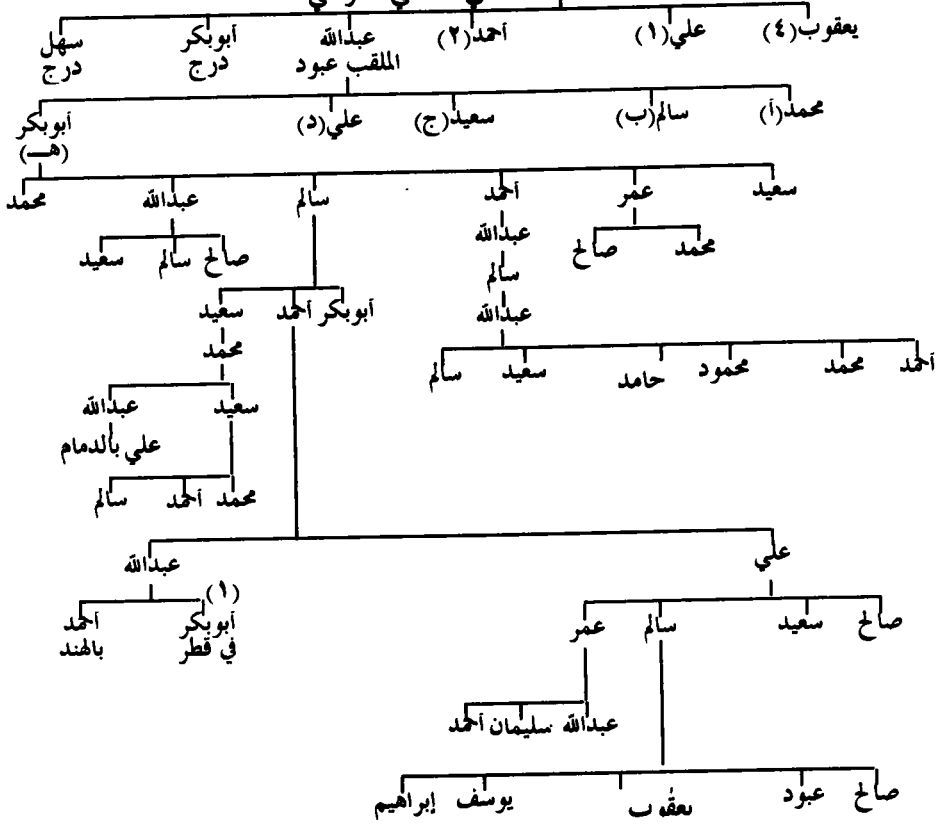 يعقوب(٤) علي(١) أحمد(٢) عبدالله أبوبكر سهل
الملقب عبود درج درج
محمد(أ) سالم(ب) سعيد(ج) علي(د) أبوبكر
(هـ)
سعيد عمر أحمد سالم عبدالله محمد
محمد صالح عبدالله صالح سالم سعيد
سالم
أبوبكر أحمد سعيد عبدالله
محمد
أحمد محمد محمود حامد سعيد سالم
سعيد عبدالله
علي بالدمام
محمد أحمد سالم
علي عبدالله
(١)
صالح سعيد سالم عمر أبوبكر أحمد
في قطر بالهند
عبدالله سليمان أحمد
صالح عبود يعقوب يوسف إبراهيم